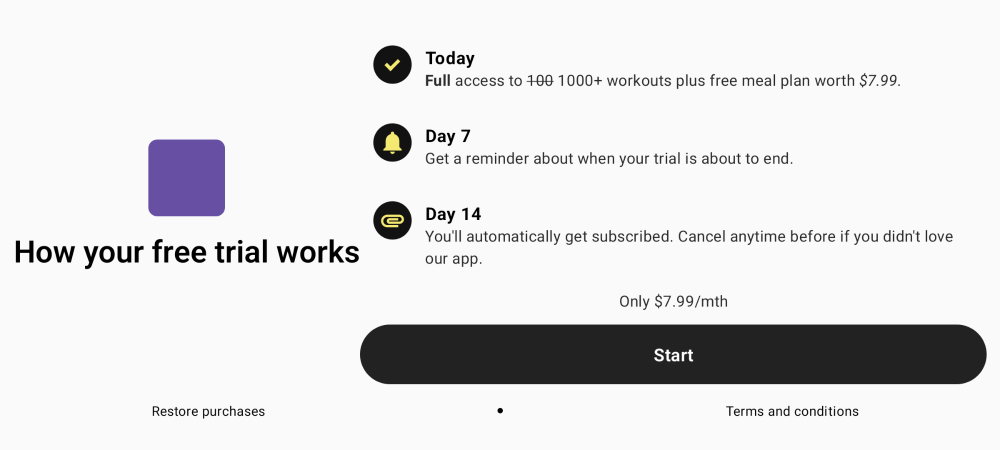 How your free trial works
Today
Full access to 100 1000+ workouts plus free meal plan worth $7.99.
Day 7
Get a reminder about when your trial is about to end.
Day 14
You'll automatically get subscribed. Cancel anytime before if you didn't love
our app.
Only $7.99/mth
Start
Restore purchases
Terms and conditions